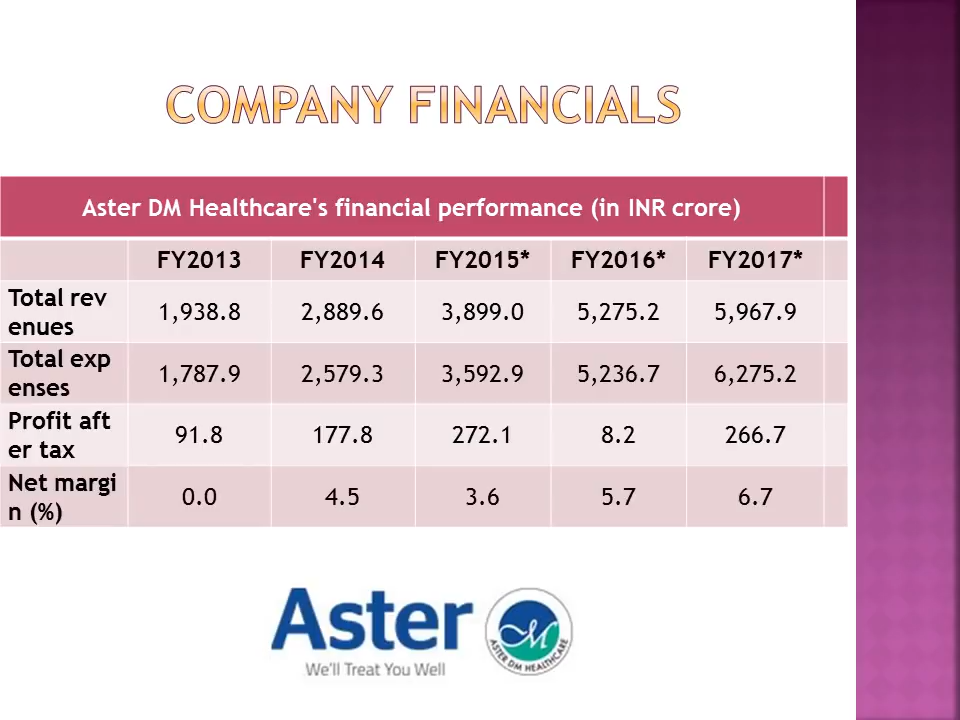 COMPANY FINANCIALS
Aster DM Healthcare's financial performance (in INR crore)
FY2013 FY2014 FY2015* FY2016* FY2017*
Total rev
enues 1,938.8 2,889.6 3,899.0 5,275.2 5,967.9
Total exp
enses 1,787.9 2,579.3 3,592.9 5,236.7 6,275.2
Profit aft
er tax 91.8 177.8 272.1 8.2 266.7
Net margi
n (%) 0.0 4.5 3.6 5.7 6.7
Aster
We'll Treat You Well
ASTER DM HEALTHCARE